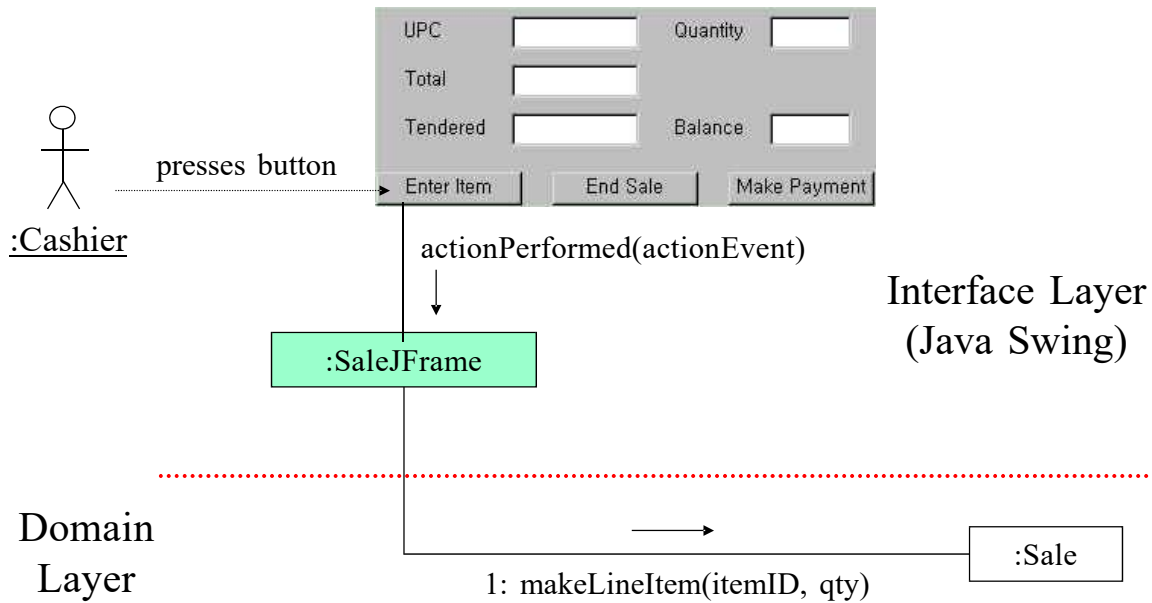 UPC Quantity
Total
Tendered Balance
Enter Item End Sale Make Payment
presses button
:Cashier
actionPerformed(actionEvent)
Interface Layer
(Java Swing)
:SaleJFrame
Domain
Layer
:Sale
1: makeLineItem(itemID, qty)